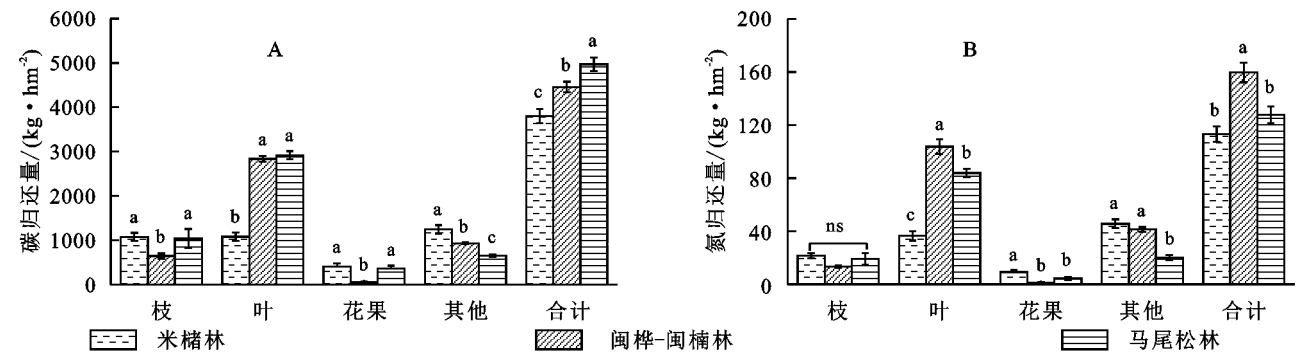 碳归还量/(kg·hm⁻²)
6000
5000
4000
3000
2000
1000
0
A
a
b
a
b
a
a
a
b
a
a
b
c
c
b
a
枝
叶
花果
其他
合计
氮归还量/(kg·hm⁻²)
200
160
120
80
40
0
B
ns
c
a
b
a
b
b
a
a
b
b
a
b
枝
叶
花果
其他
合计
米槠林
闽桦-闽楠林
马尾松林